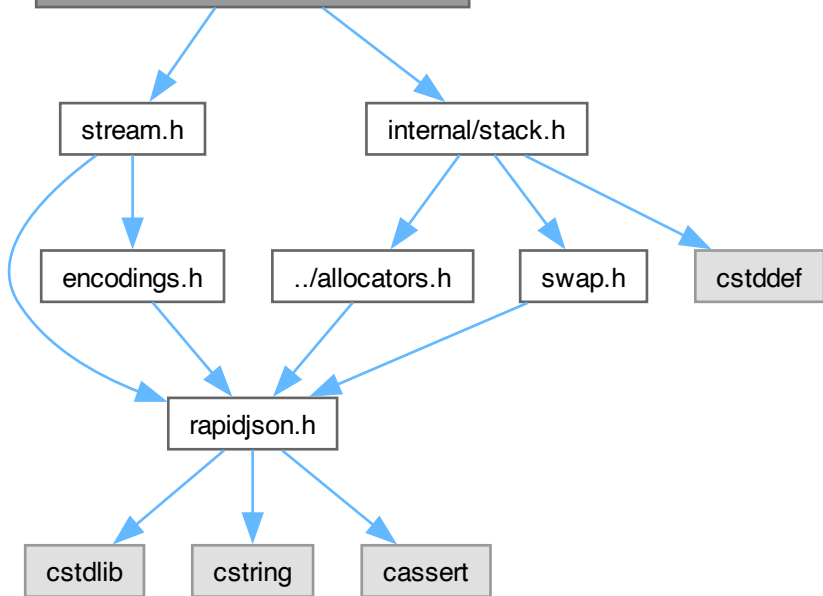 stream.h
internal/stack.h
encodings.h
../allocators.h
swap.h
cstddef
rapidjson.h
cstdlib
cstring
cassert